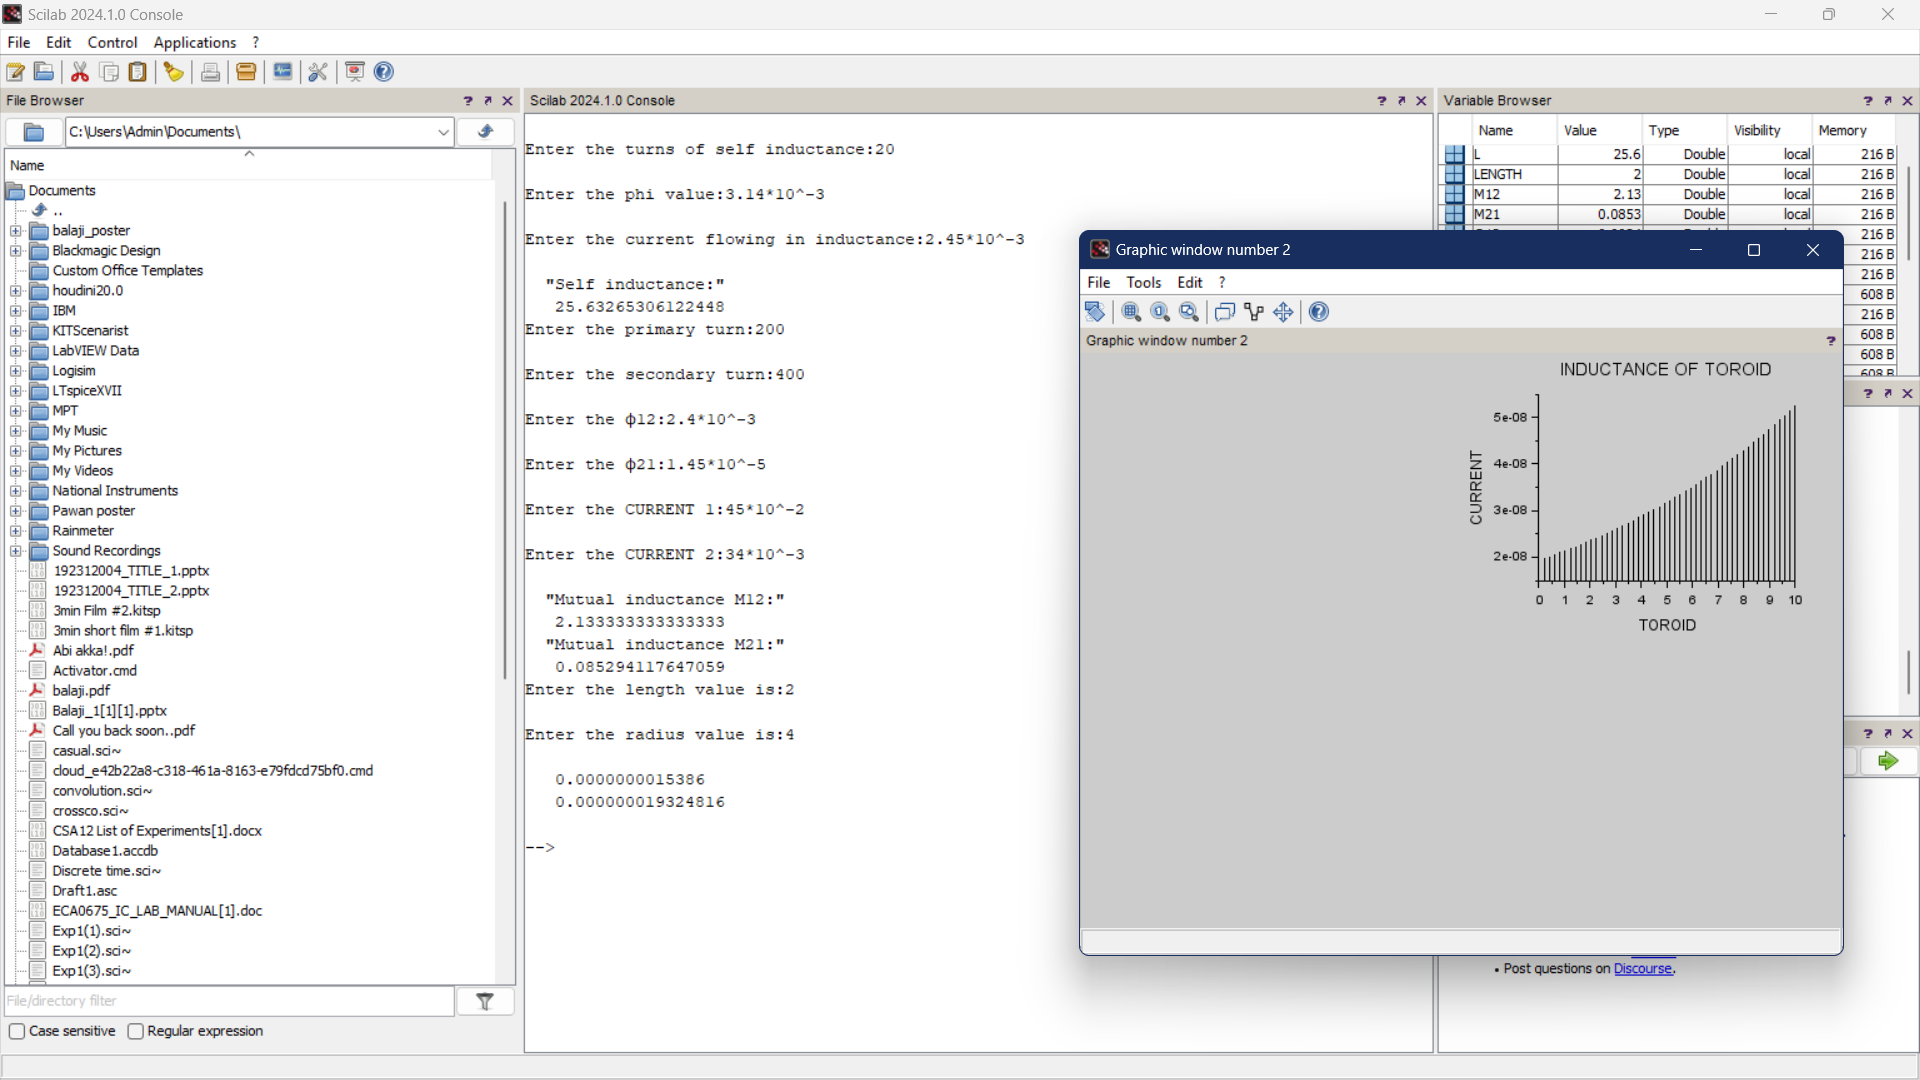 Scilab 2024.1.0 Console
File Edit Control Applications ?
File Browser
C:\Users\Admin\Documents\
Name
Documents
..
balaji_poster
Blackmagic Design
Custom Office Templates
houdini20.0
IBM
KITScenarist
LabVIEW Data
Logisim
LTspiceXVII
MPT
My Music
My Pictures
My Videos
National Instruments
Pawan poster
Rainmeter
Sound Recordings
192312004_TITLE_1.pptx
192312004_TITLE_2.pptx
3min Film #2.kitsp
3min short film #1.kitsp
Abi akka!.pdf
Activator.cmd
balaji.pdf
Balaji_1[1][1].pptx
Call you back soon..pdf
casual.sci~
cloud_e42b22a8-c318-461a-8163-e79fdcd75bf0.cmd
convolution.sci~
crossco.sci~
CSA12 List of Experiments[1].docx
Database1.accdb
Discrete time.sci~
Draft1.asc
ECA0675_IC_LAB_MANUAL[1].doc
Exp1(1).sci~
Exp1(2).sci~
Exp1(3).sci~
File/directory filter
Case sensitive Regular expression
Scilab 2024.1.0 Console
Enter the turns of self inductance:20
Enter the phi value:3.14*10^-3
Enter the current flowing in inductance:2.45*10^-3
"Self inductance:"
25.63265306122448
Enter the primary turn:200
Enter the secondary turn:400
Enter the ф12:2.4*10^-3
Enter the ф21:1.45*10^-5
Enter the CURRENT 1:45*10^-2
Enter the CURRENT 2:34*10^-3
"Mutual inductance M12:"
2.133333333333333
"Mutual inductance M21:"
0.085294117647059
Enter the length value is:2
Enter the radius value is:4
0.0000000015386
0.000000019324816
-->
Variable Browser
Name Value Type Visibility Memory
L 25.6 Double local 216 B
LENGTH 2 Double local 216 B
M12 2.13 Double local 216 B
M21 0.0853 Double local 216 B
216 B
216 B
216 B
608 B
216 B
608 B
608 B
608 B
Graphic window number 2
File Tools Edit ?
Graphic window number 2
INDUCTANCE OF TOROID
CURRENT
5e-08
4e-08
3e-08
2e-08
0 1 2 3 4 5 6 7 8 9 10
TOROID
• Post questions on Discourse.